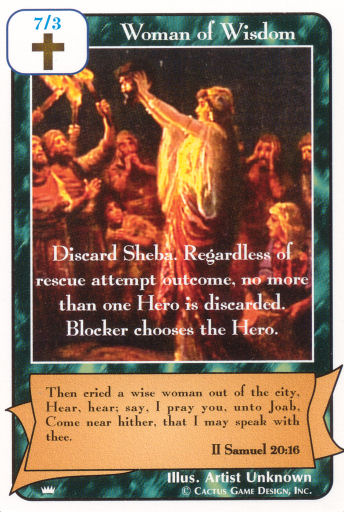 7/3
Woman of Wisdom
Discard Sheba. Regardless of
rescue attempt outcome, no more
than one Hero is discarded.
Blocker chooses the Hero.
Then cried a wise woman out of the city,
Hear, hear; say, I pray you, unto Joab,
Come near hither, that I may speak with
thee.
II Samuel 20:16
Illus. Artist Unknown
© Cactus Game Design, Inc.